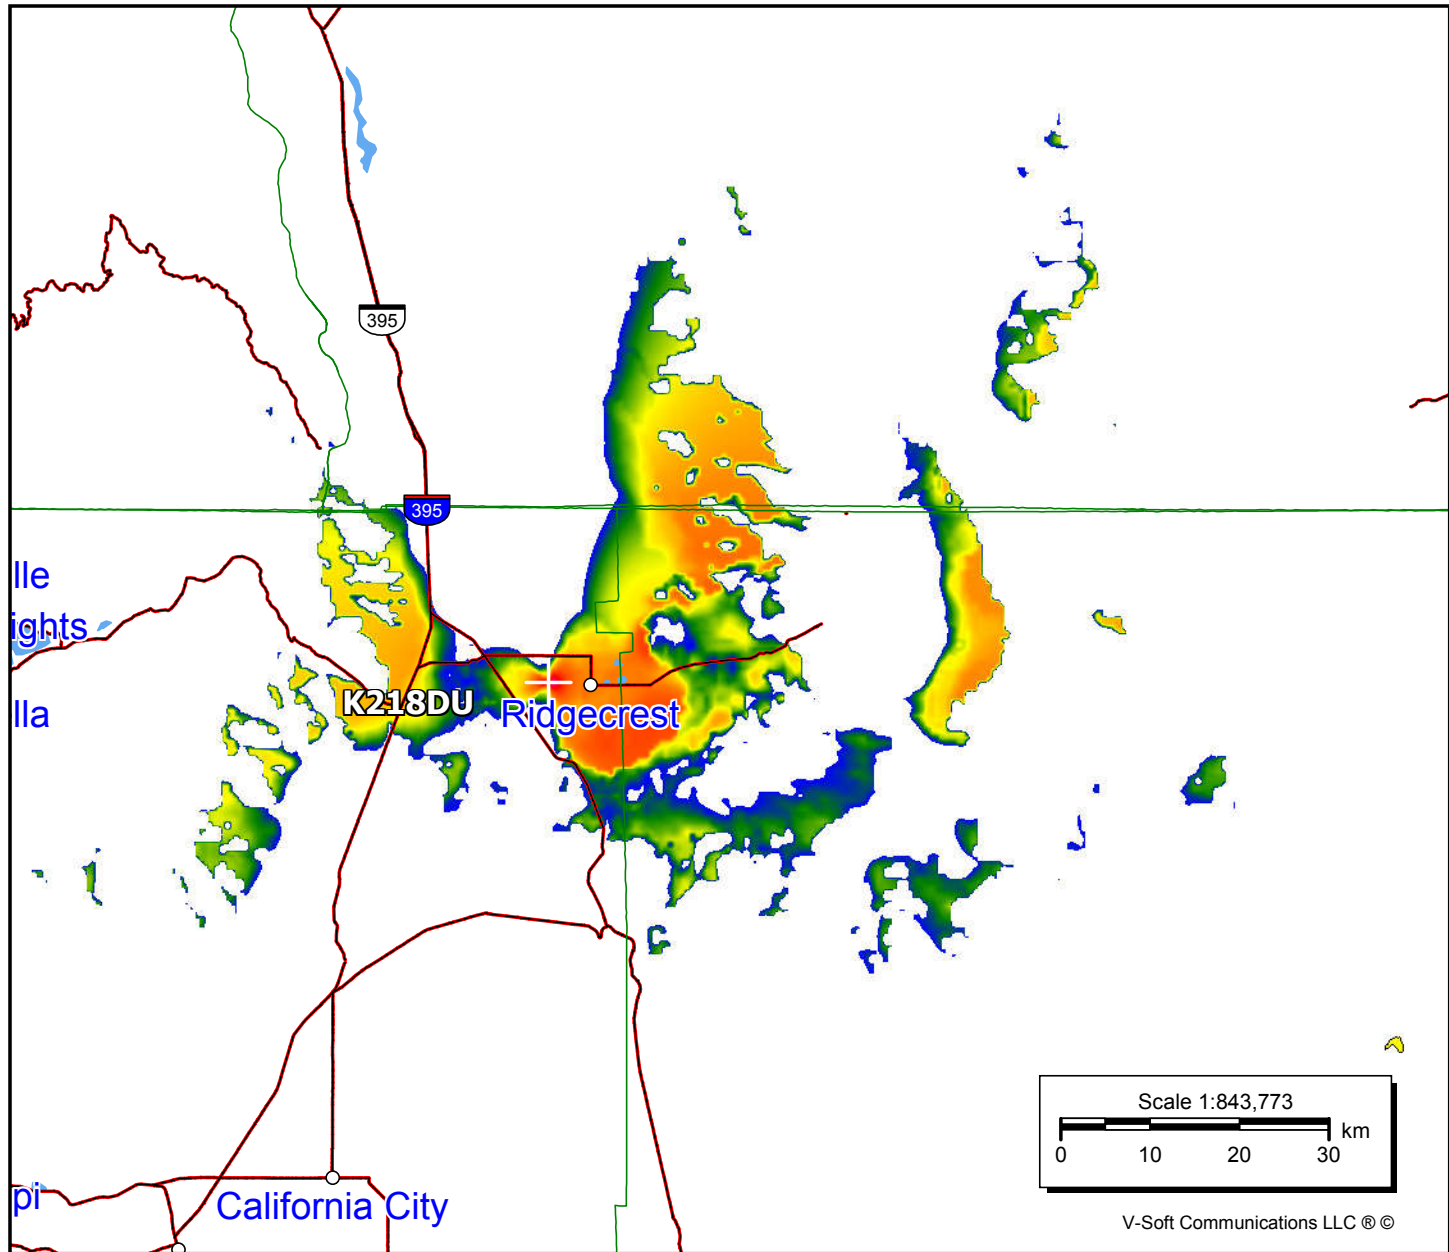 395
395
lle
ights
lla
K218DU
Ridgecrest
Scale 1:843,773
km
0 10 20 30
pi
California City
V-Soft Communications LLC ® ©